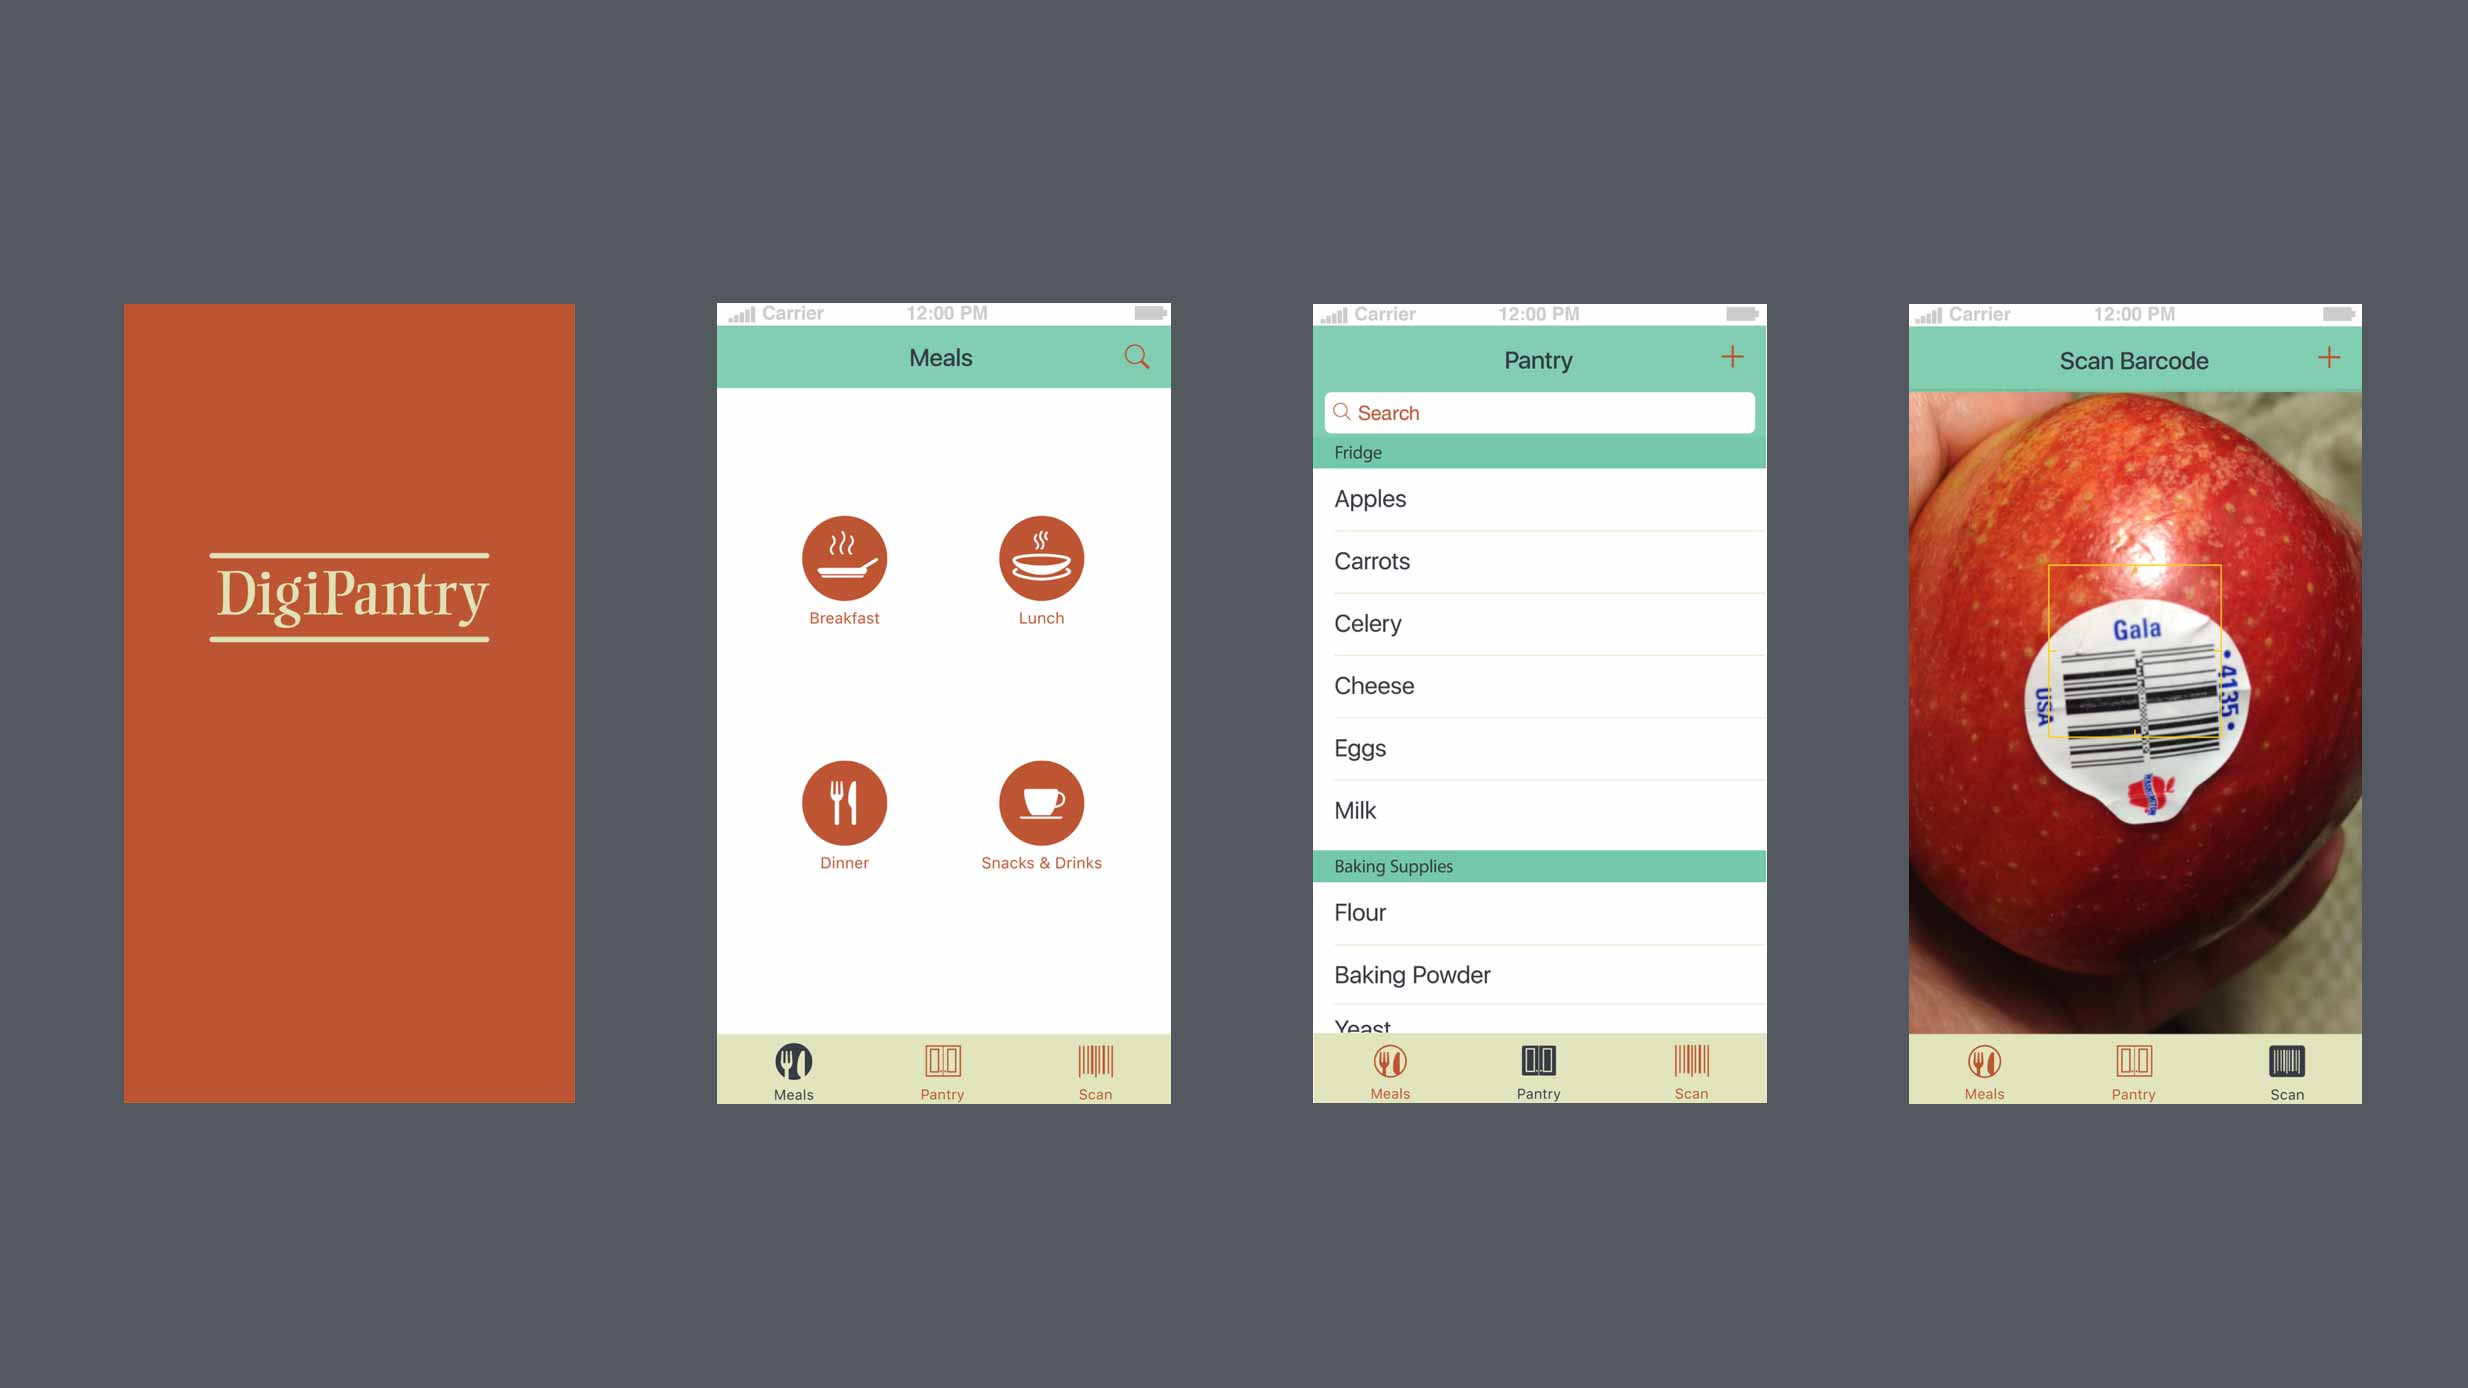 DigiPantry
Carrier 12:00 PM
Meals
Breakfast Lunch
Dinner Snacks & Drinks
Meals Pantry Scan
Carrier 12:00 PM
Pantry
Search
Fridge
Apples
Carrots
Celery
Cheese
Eggs
Milk
Baking Supplies
Flour
Baking Powder
Yeast
Meals Pantry Scan
Carrier 12:00 PM
Scan Barcode
Gala
• 4135 •
USA
Meals Pantry Scan